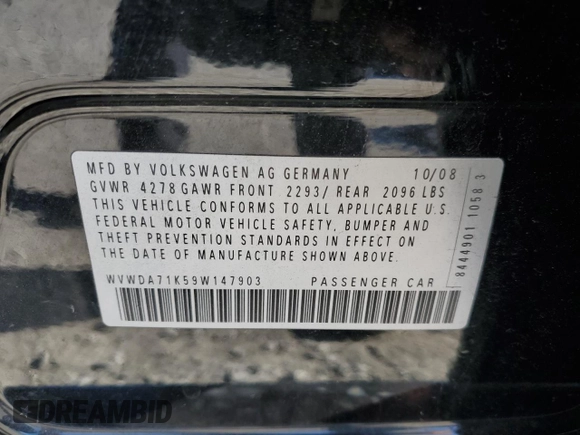 MFD BY VOLKSWAGEN AG GERMANY 10/08
GVWR 4278 GAWR FRONT 2293/ REAR 2096 LBS
THIS VEHICLE CONFORMS TO ALL APPLICABLE U.S.
FEDERAL MOTOR VEHICLE SAFETY, BUMPER AND
THEFT PREVENTION STANDARDS IN EFFECT ON
THE DATE OF MANUFACTURE SHOWN ABOVE.
WVWDA71K59W147903 PASSENGER CAR
8444901 1058 3
DREAMBID